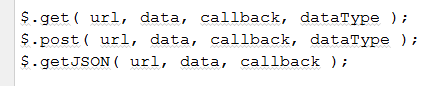 $.get( url, data, callback, dataType );
$.post( url, data, callback, dataType );
$.getJSON( url, data, callback );